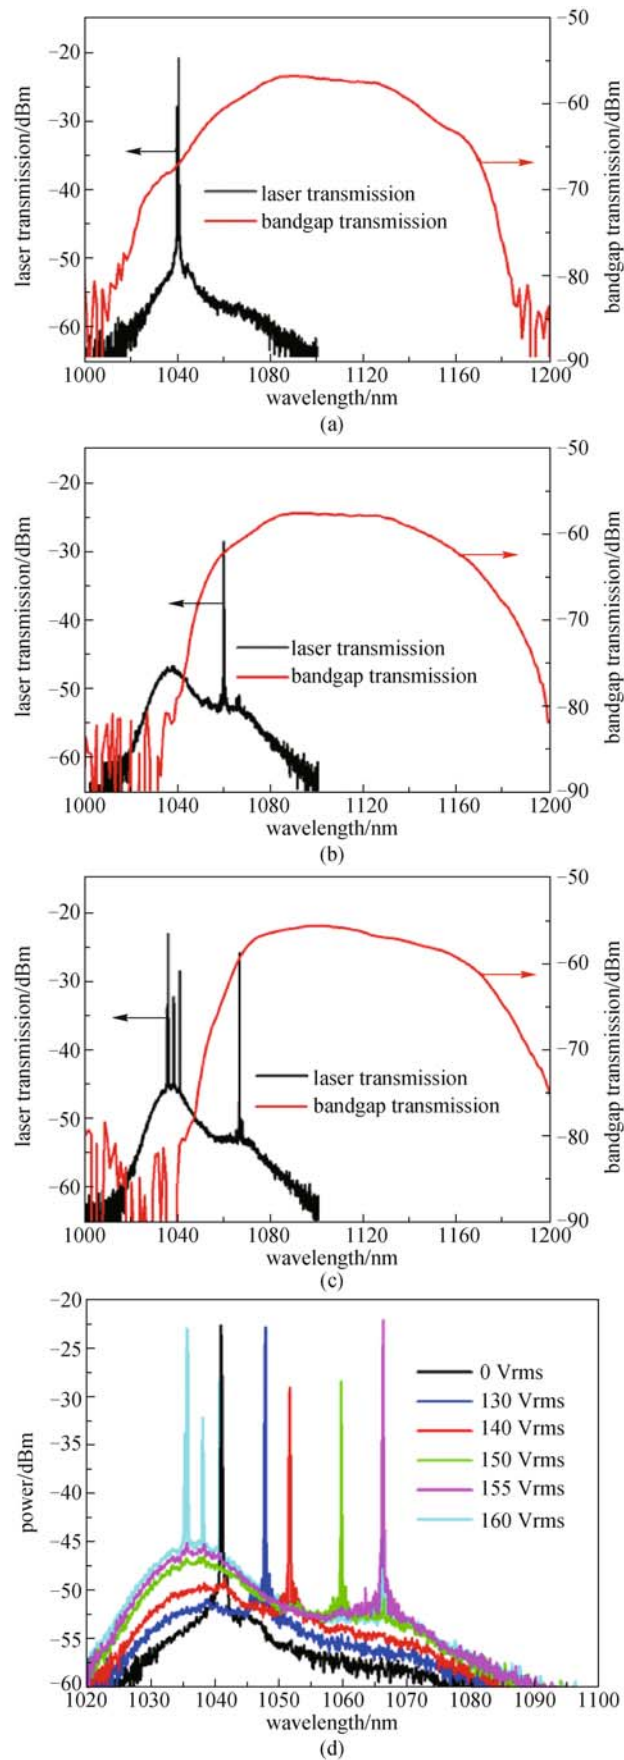 −20
−30
−40
−50
−60
laser transmission/dBm
−50
−60
−70
−80
−90
bandgap transmission/dBm
laser transmission
bandgap transmission
1000 1040 1080 1120 1160 1200
wavelength/nm
(a)
−20
−30
−40
−50
−60
laser transmission/dBm
−50
−60
−70
−80
−90
bandgap transmission/dBm
laser transmission
bandgap transmission
1000 1040 1080 1120 1160 1200
wavelength/nm
(b)
−20
−30
−40
−50
−60
laser transmission/dBm
−50
−60
−70
−80
−90
bandgap transmission/dBm
laser transmission
bandgap transmission
1000 1040 1080 1120 1160 1200
wavelength/nm
(c)
−20
−25
−30
−35
−40
−45
−50
−55
−60
power/dBm
0 Vrms
130 Vrms
140 Vrms
150 Vrms
155 Vrms
160 Vrms
1020 1030 1040 1050 1060 1070 1080 1090 1100
wavelength/nm
(d)